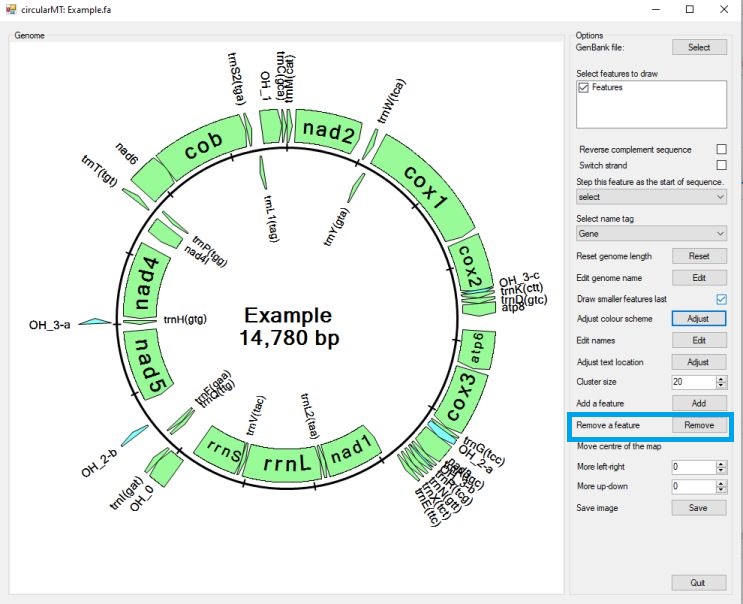 circularMT: Example.fa
Genome
trnS2(tga)
OH_1
trnC(gca)
trnM(cat)
nad2
trnW(tca)
cox1
cob
nad6
trnT(tgt)
trnL1(tag)
trnY(gta)
trnP(tgg)
nad4l
cox2
OH_3-c
trnK(ctt)
trnD(gtc)
atp8
nad4
OH_3-a
trnH(gtg)
Example
14,780 bp
atp6
nad5
cox3
trnF(gaa)
trnQ(ttg)
OH_2-b
trnV(tac)
trnL2(taa)
trnG(tcc)
OH_2-a
nad3
OH_3-b
trnR(tcg)
trnN(gtt)
trnX(tct)
trnE(ttc)
rrnS
rrnL
nad1
trnI(gat)
OH_0
Options
GenBank file:
Select
Select features to draw
Features
Reverse complement sequence
Switch strand
Step this feature as the start of sequence.
select
Select name tag
Gene
Reset genome length
Reset
Edit genome name
Edit
Draw smaller features last
Adjust colour scheme
Adjust
Edit names
Edit
Adjust text location
Adjust
Cluster size
20
Add a feature
Add
Remove a feature
Remove
Move centre of the map
More left-right
0
More up-down
0
Save image
Save
Quit